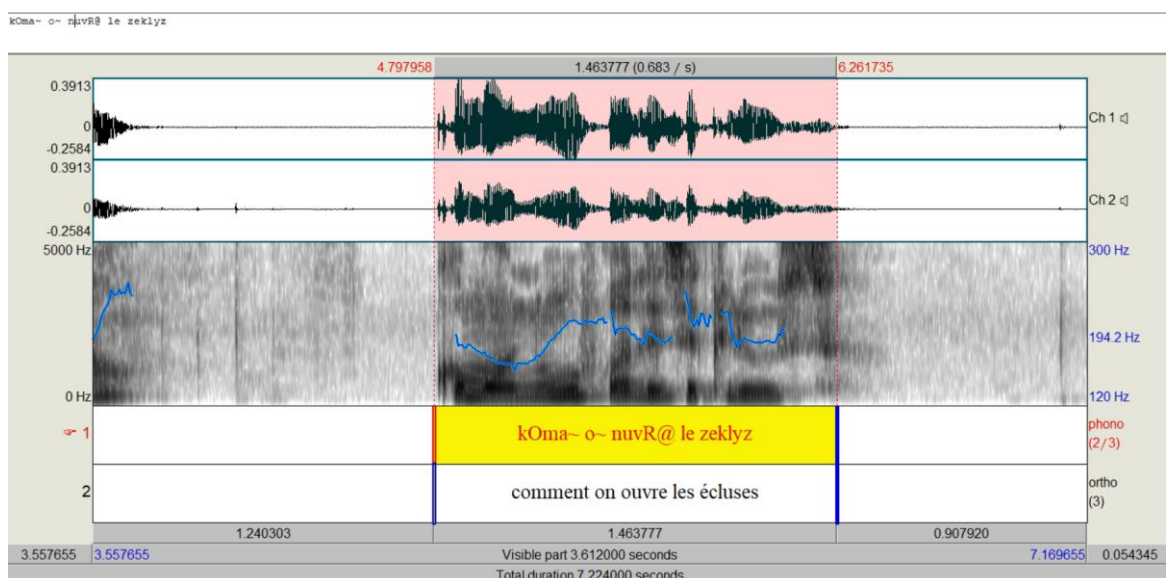 kOma~ o~ nuvR@ le zeklyz
4.797958 1.463777 (0.683 / s) 6.261735
0.3913
0
-0.2584
Ch 1
0.3913
0
-0.2584
Ch 2
5000 Hz 300 Hz
194.2 Hz
0 Hz 120 Hz
1 kOma~ o~ nuvR@ le zeklyz phono
(2/3)
2 comment on ouvre les écluses ortho
(3)
1.240303 1.463777 0.907920
3.557655 3.557655 Visible part 3.612000 seconds 7.169655 0.054345
Total duration 7.224000 seconds